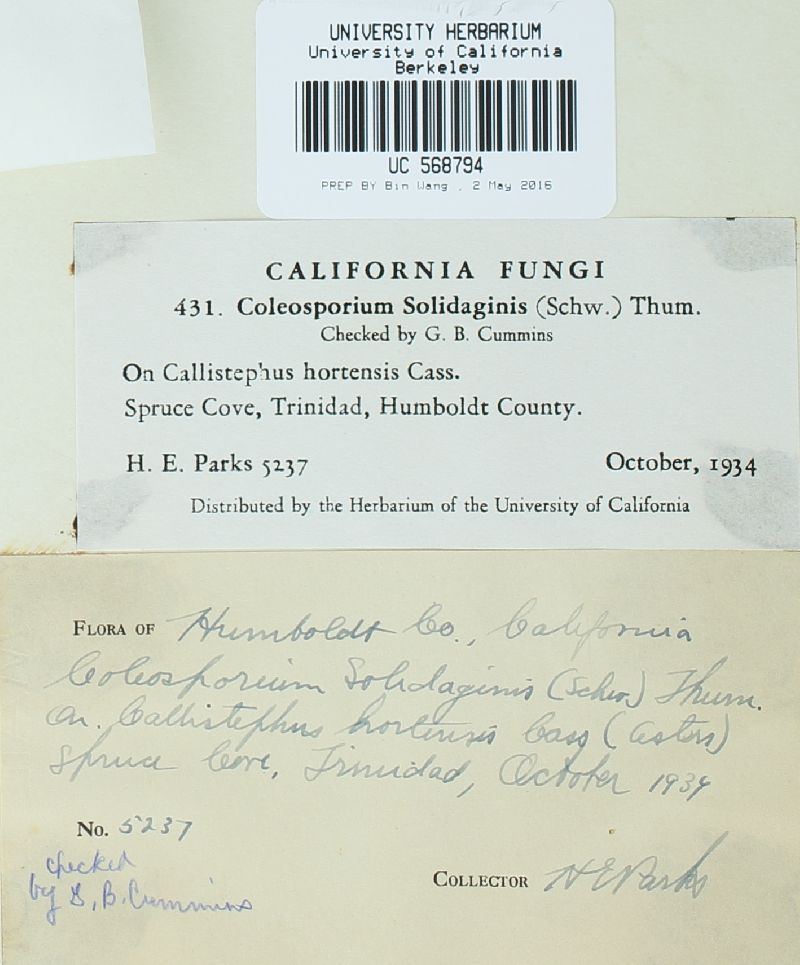 UNIVERSITY HERBARIUM
University of California
Berkeley
UC 568794
PREP BY Bin Wang , 2 May 2016
CALIFORNIA FUNGI
431. Coleosporium Solidaginis (Schw.) Thum.
Checked by G. B. Cummins
On Callistephus hortensis Cass.
Spruce Cove, Trinidad, Humboldt County.
H. E. Parks 5237 October, 1934
Distributed by the Herbarium of the University of California
FLORA OF Humboldt Co., California
Coleosporium Solidaginis (Schw.) Thum.
On. Callistephus hortensis Cass (Asters)
Spruce Cove, Trinidad, October 1934
No. 5237
checked
by G. B. Cummins
COLLECTOR H E Parks